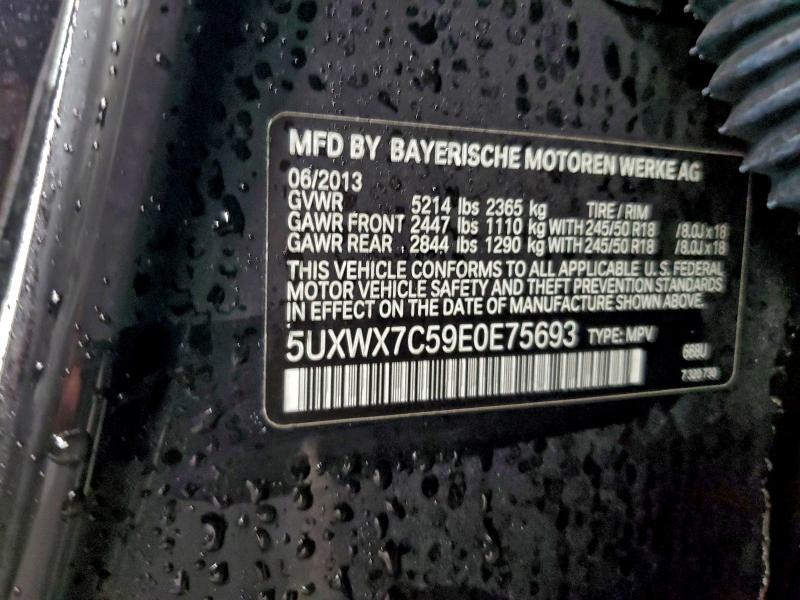 MFD BY BAYERISCHE MOTOREN WERKE AG
06/2013
GVWR 5214 lbs 2365 kg TIRE / RIM
GAWR FRONT 2447 lbs 1110 kg WITH 245/50 R18 /8.0J x 18
GAWR REAR 2844 lbs 1290 kg WITH 245/50 R18 /8.0J x 18
THIS VEHICLE CONFORMS TO ALL APPLICABLE U. S. FEDERAL
MOTOR VEHICLE SAFETY AND THEFT PREVENTION STANDARDS
IN EFFECT ON THE DATE OF MANUFACTURE SHOWN ABOVE.
5UXWX7C59E0E75693 TYPE: MPV 668U
7 320 730